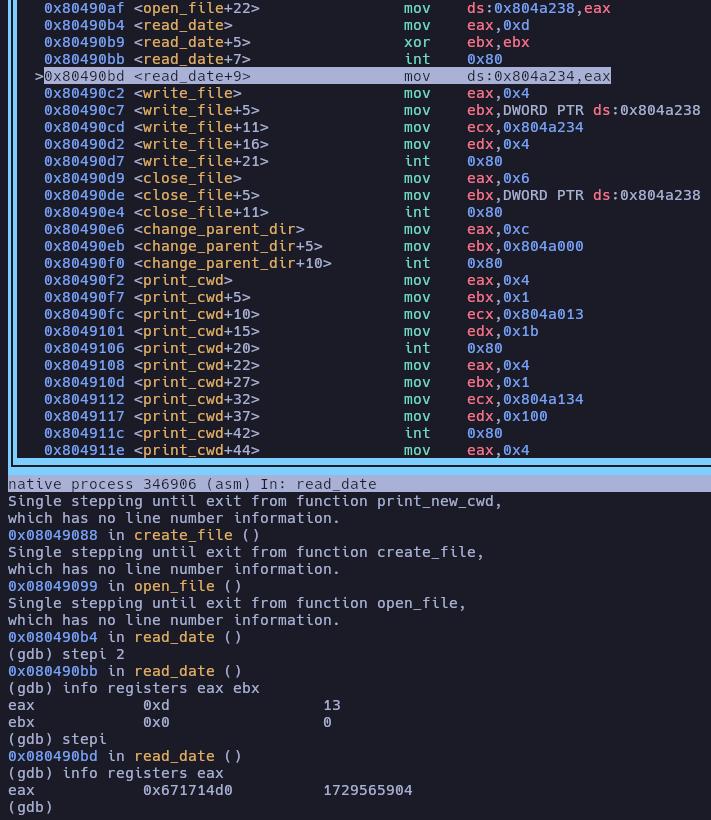 0x80490af <open_file+22> mov ds:0x804a238,eax
0x80490b4 <read_date> mov eax,0xd
0x80490b9 <read_date+5> xor ebx,ebx
0x80490bb <read_date+7> int 0x80
>0x80490bd <read_date+9> mov ds:0x804a234,eax
0x80490c2 <write_file> mov eax,0x4
0x80490c7 <write_file+5> mov ebx,DWORD PTR ds:0x804a238
0x80490cd <write_file+11> mov ecx,0x804a234
0x80490d2 <write_file+16> mov edx,0x4
0x80490d7 <write_file+21> int 0x80
0x80490d9 <close_file> mov eax,0x6
0x80490de <close_file+5> mov ebx,DWORD PTR ds:0x804a238
0x80490e4 <close_file+11> int 0x80
0x80490e6 <change_parent_dir> mov eax,0xc
0x80490eb <change_parent_dir+5> mov ebx,0x804a000
0x80490f0 <change_parent_dir+10> int 0x80
0x80490f2 <print_cwd> mov eax,0x4
0x80490f7 <print_cwd+5> mov ebx,0x1
0x80490fc <print_cwd+10> mov ecx,0x804a013
0x8049101 <print_cwd+15> mov edx,0x1b
0x8049106 <print_cwd+20> int 0x80
0x8049108 <print_cwd+22> mov eax,0x4
0x804910d <print_cwd+27> mov ebx,0x1
0x8049112 <print_cwd+32> mov ecx,0x804a134
0x8049117 <print_cwd+37> mov edx,0x100
0x804911c <print_cwd+42> int 0x80
0x804911e <print_cwd+44> mov eax,0x4
native process 346906 (asm) In: read_date
Single stepping until exit from function print_new_cwd,
which has no line number information.
0x08049088 in create_file ()
Single stepping until exit from function create_file,
which has no line number information.
0x08049099 in open_file ()
Single stepping until exit from function open_file,
which has no line number information.
0x080490b4 in read_date ()
(gdb) stepi 2
0x080490bb in read_date ()
(gdb) info registers eax ebx
eax 0xd 13
ebx 0x0 0
(gdb) stepi
0x080490bd in read_date ()
(gdb) info registers eax
eax 0x671714d0 1729565904
(gdb)